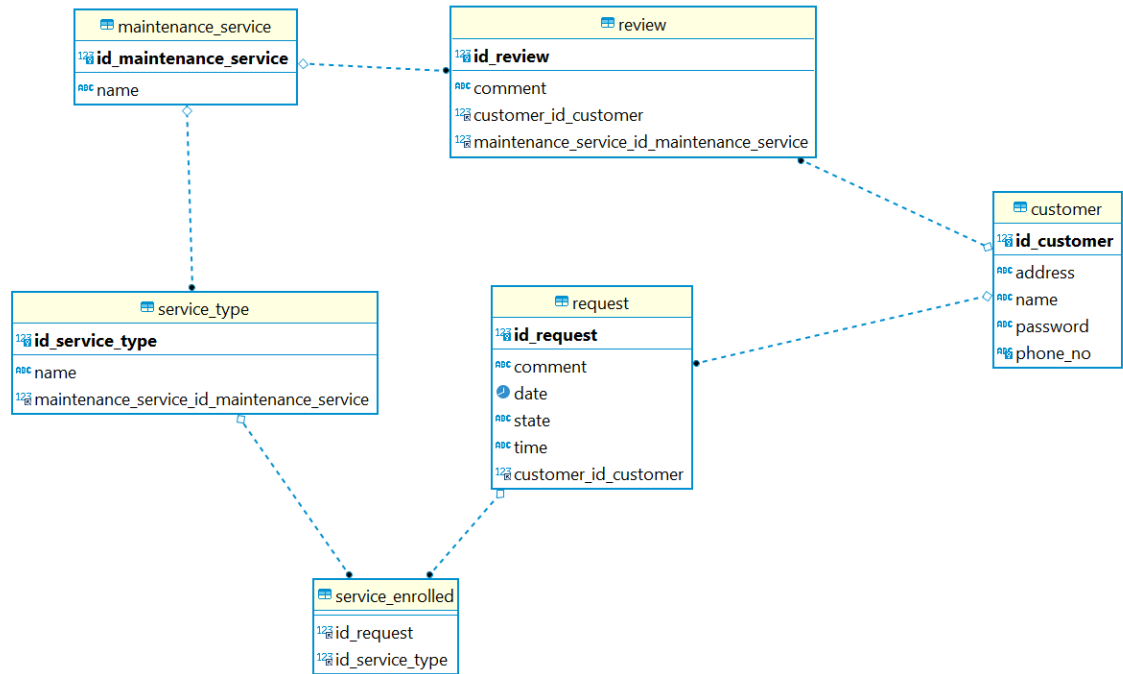 maintenance_service
id_maintenance_service
name
review
id_review
comment
customer_id_customer
maintenance_service_id_maintenance_service
customer
id_customer
address
name
password
phone_no
service_type
id_service_type
name
maintenance_service_id_maintenance_service
request
id_request
comment
date
state
time
customer_id_customer
service_enrolled
id_request
id_service_type